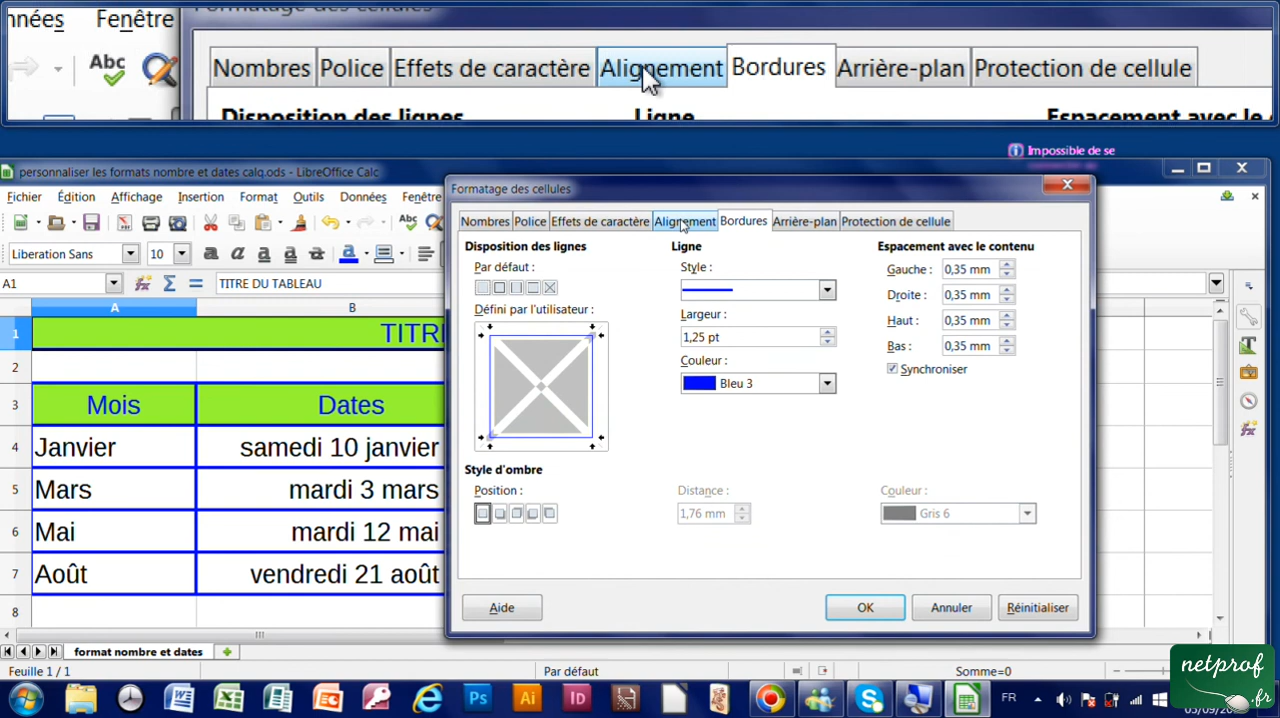 Formatage des cellules
nnées Fenêtre
Nombres Police Effets de caractère Alignement Bordures Arrière-plan Protection de cellule
Abc
Disposition des lignes Ligne Espacement avec le
Impossible de se
personnaliser les formats nombre et dates calq.ods - LibreOffice Calc
Fichier Édition Affichage Insertion Format Outils Données Fenêtre
Abc
Liberation Sans 10
A1 TITRE DU TABLEAU
A B
1 TITRE
2
3 Mois Dates
4 Janvier samedi 10 janvier
5 Mars mardi 3 mars
6 Mai mardi 12 mai
7 Août vendredi 21 août
8
Formatage des cellules
Nombres Police Effets de caractère Alignement Bordures Arrière-plan Protection de cellule
Disposition des lignes
Par défaut :
Défini par l'utilisateur :
Ligne
Style :
Largeur :
1,25 pt
Couleur :
Bleu 3
Espacement avec le contenu
Gauche : 0,35 mm
Droite : 0,35 mm
Haut : 0,35 mm
Bas : 0,35 mm
Synchroniser
Style d'ombre
Position :
Distance :
1,76 mm
Couleur :
Gris 6
Aide OK Annuler Réinitialiser
format nombre et dates
Feuille 1 / 1 Par défaut Somme=0
Ps Ai Id FR
netprof
.fr